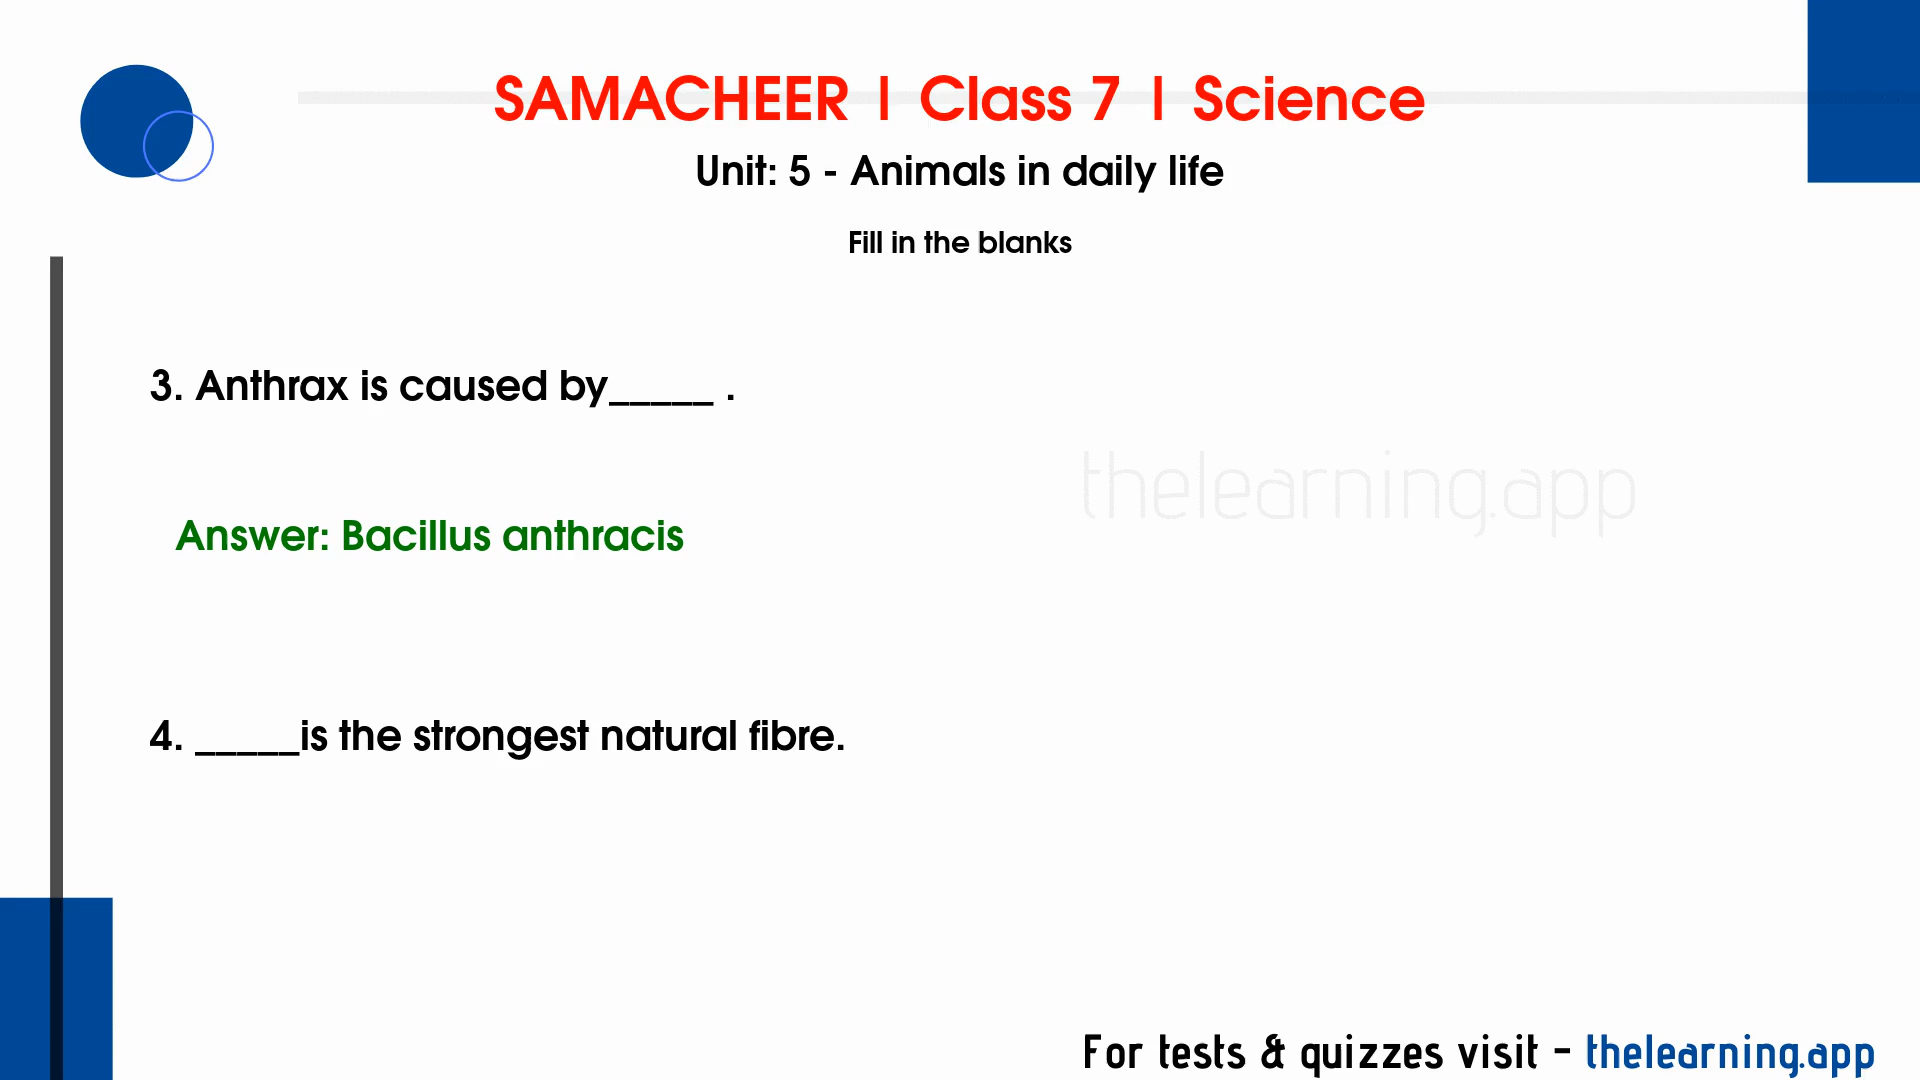 SAMACHEER | Class 7 | Science
Unit: 5 - Animals in daily life
Fill in the blanks
3. Anthrax is caused by_____ .
thelearning.app
Answer: Bacillus anthracis
4. _____is the strongest natural fibre.
For tests & quizzes visit - thelearning.app